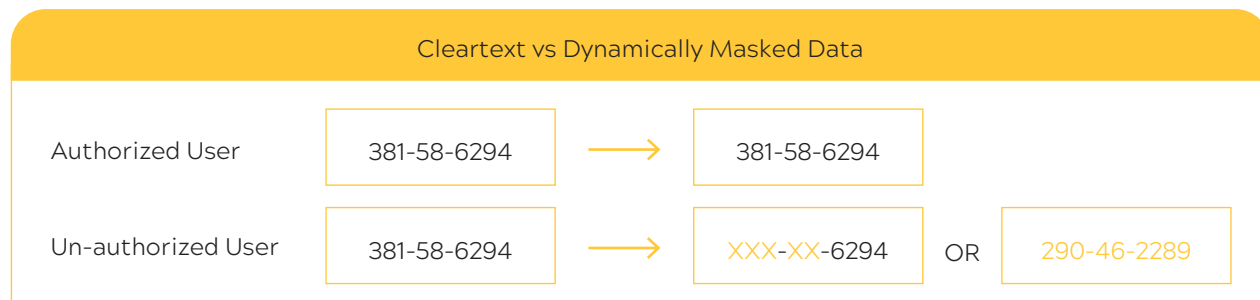 Cleartext vs Dynamically Masked Data
Authorized User 381-58-6294 381-58-6294
Un-authorized User 381-58-6294 XXX-XX-6294 OR 290-46-2289